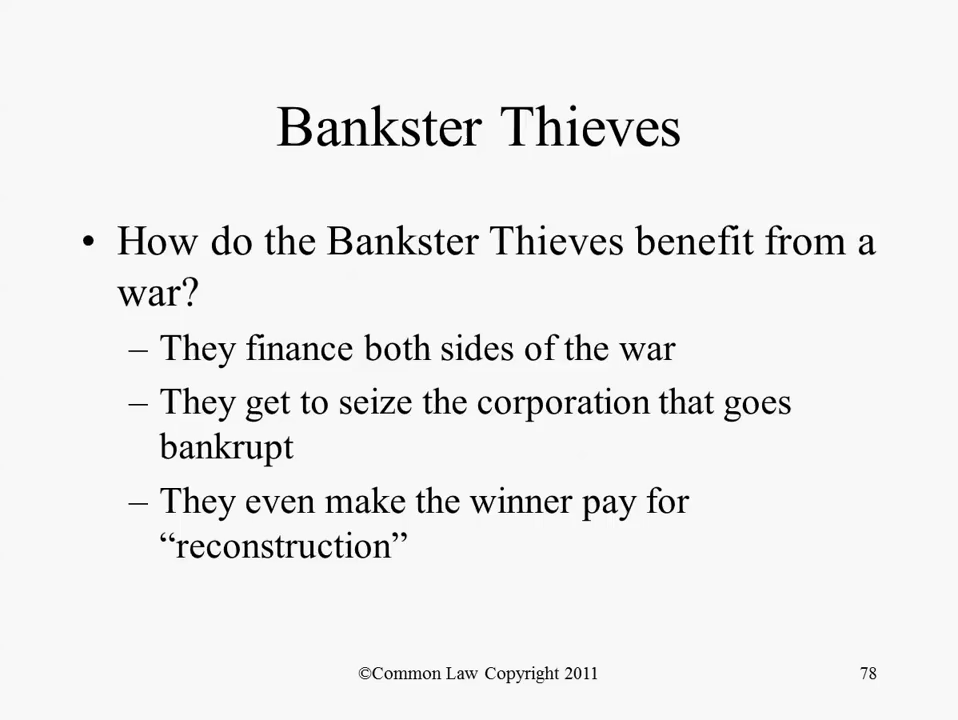 Bankster Thieves
• How do the Bankster Thieves benefit from a
war?
– They finance both sides of the war
– They get to seize the corporation that goes
bankrupt
– They even make the winner pay for
“reconstruction”
©Common Law Copyright 2011
78